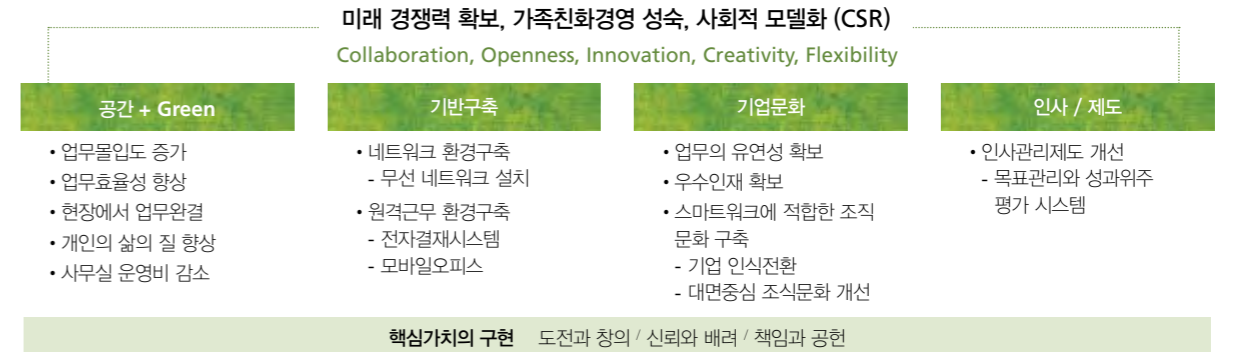 미래 경쟁력 확보, 가족친화경영 성숙, 사회적 모델화 (CSR)
Collaboration, Openness, Innovation, Creativity, Flexibility
공간 + Green
• 업무몰입도 증가
• 업무효율성 향상
• 현장에서 업무완결
• 개인의 삶의 질 향상
• 사무실 운영비 감소
기반구축
• 네트워크 환경구축
- 무선 네트워크 설치
• 원격근무 환경구축
- 전자결재시스템
- 모바일오피스
기업문화
• 업무의 유연성 확보
• 우수인재 확보
• 스마트워크에 적합한 조직
문화 구축
- 기업 인식전환
- 대면중심 조식문화 개선
인사 / 제도
• 인사관리제도 개선
- 목표관리와 성과위주
평가 시스템
핵심가치의 구현 도전과 창의 / 신뢰와 배려 / 책임과 공헌